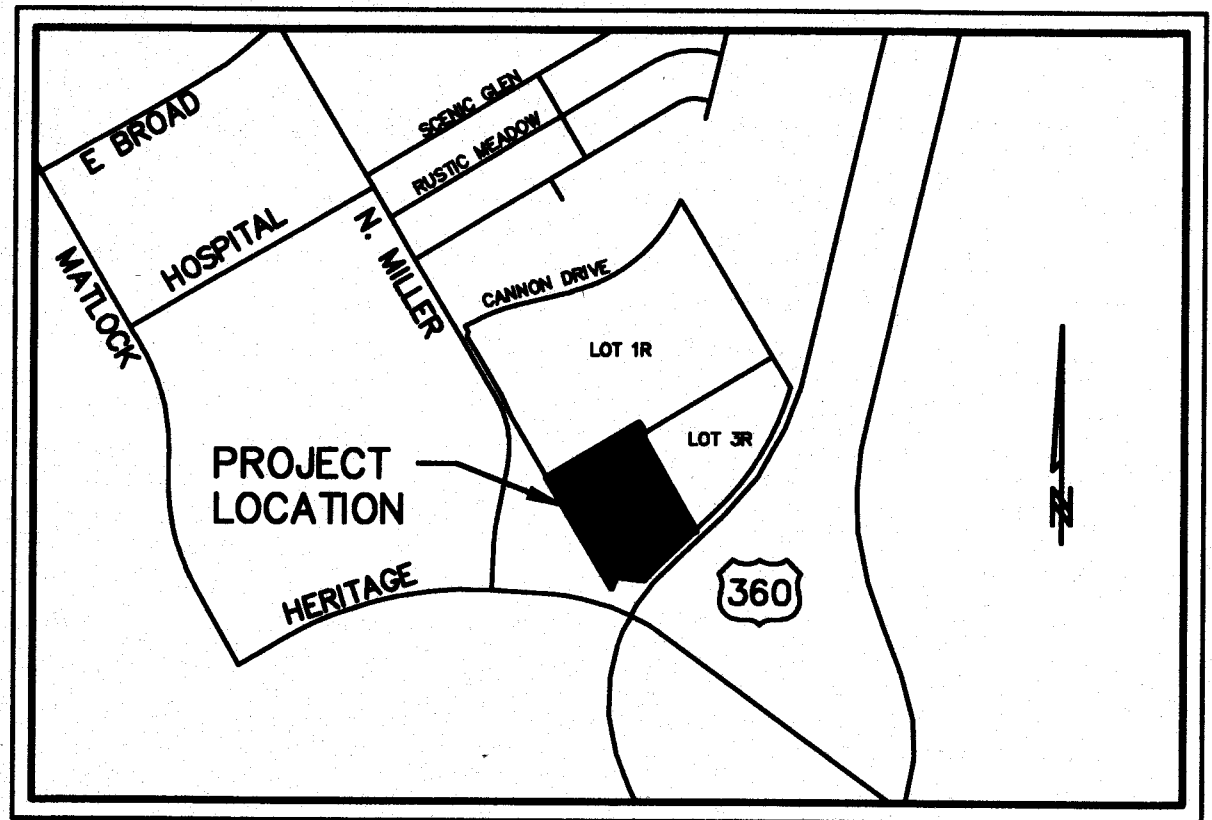 E BROAD
SCENIC GLEN
RUSTIC MEADOW
HOSPITAL
N. MILLER
MATLOCK
CANNON DRIVE
LOT 1R
LOT 3R
PROJECT
LOCATION
HERITAGE
360
N